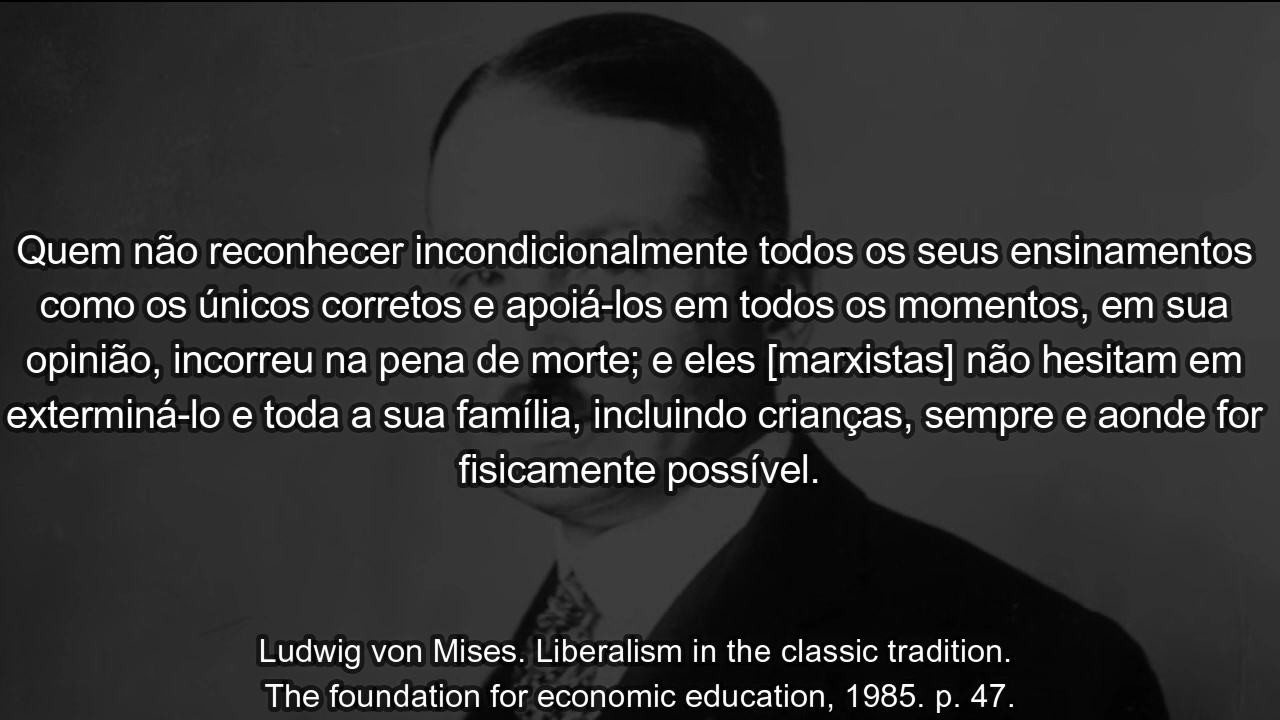 Quem não reconhecer incondicionalmente todos os seus ensinamentos
como os únicos corretos e apoiá-los em todos os momentos, em sua
opinião, incorreu na pena de morte; e eles [marxistas] não hesitam em
exterminá-lo e toda a sua família, incluindo crianças, sempre e aonde for
fisicamente possível.
Ludwig von Mises. Liberalism in the classic tradition.
The foundation for economic education, 1985. p. 47.